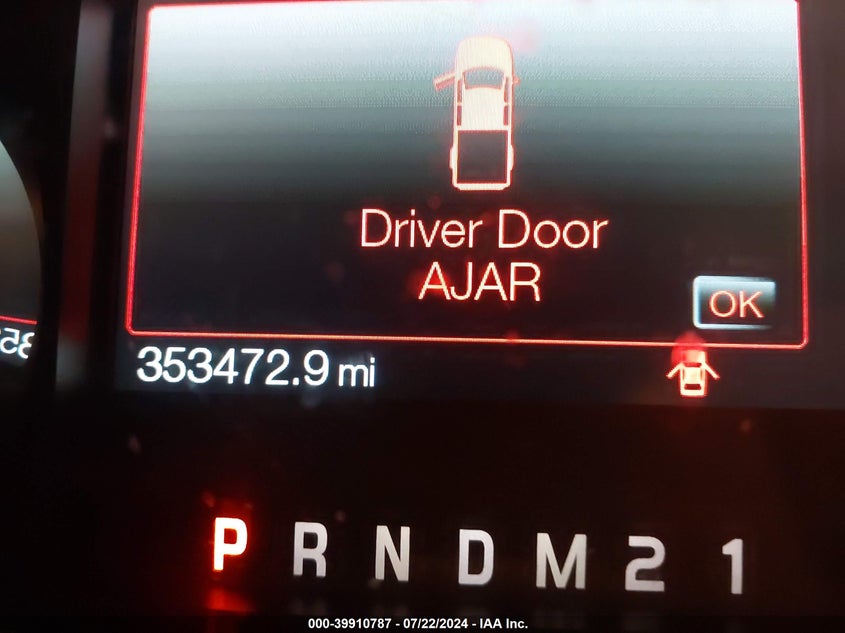 Driver Door
AJAR
OK
353472.9 mi
P R N D M 2 1
000-39910787 - 07/22/2024 - IAA Inc.